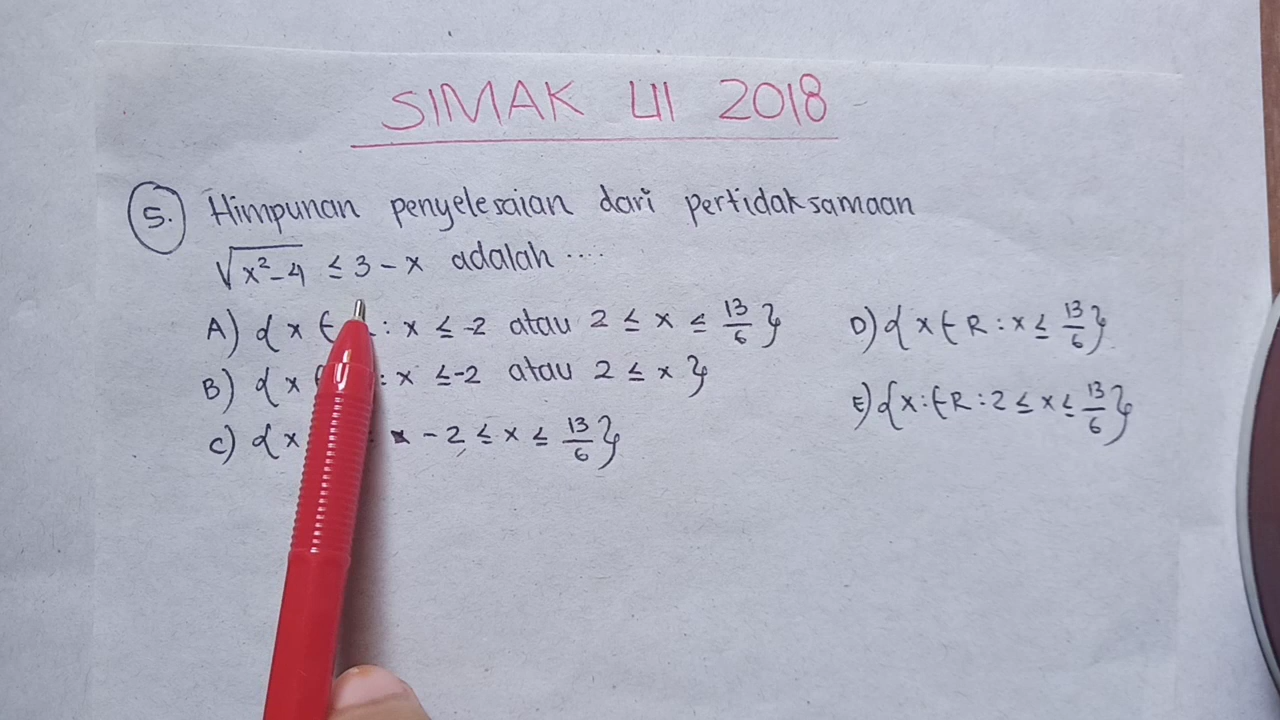 SIMAK UI 2018
5. Himpunan penyelesaian dari pertidaksamaan
√x²-4 ≤ 3 - x adalah ....
A) {x ∈ : x ≤ -2 atau 2 ≤ x ≤ 13/6}
B) {x : x ≤ -2 atau 2 ≤ x}
C) {x -2 ≤ x ≤ 13/6}
D) {x ∈ R : x ≤ 13/6}
E) {x : ∈ R : 2 ≤ x ≤ 13/6}